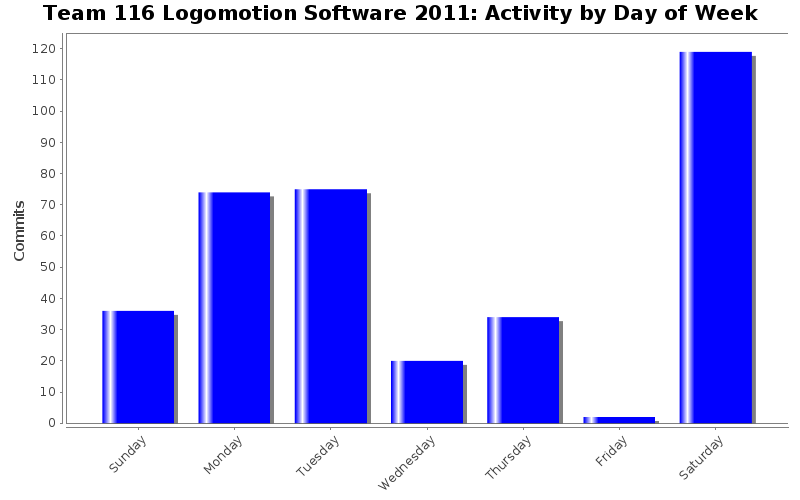 Team 116 Logomotion Software 2011: Activity by Day of Week
120
110
100
90
80
70
60
50
40
30
20
10
0
Commits
Sunday
Monday
Tuesday
Wednesday
Thursday
Friday
Saturday